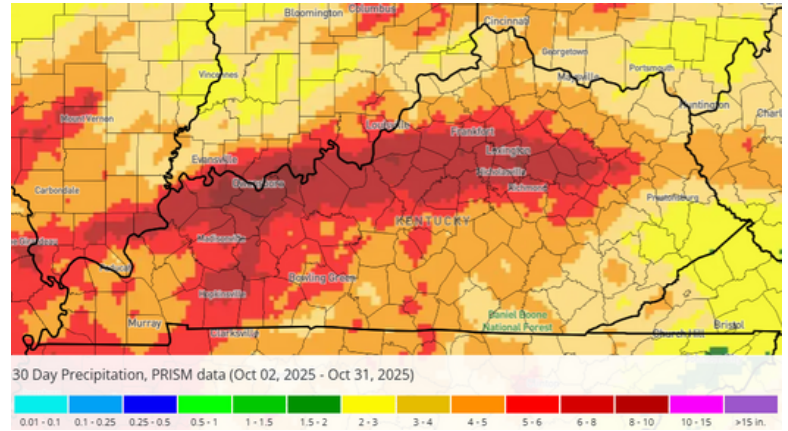 Bloomington
Columbus
Cincinnati
Georgetown
Vincennes
Portsmouth
Maysville
Huntington
Mount Vernon
Charl
Louisville
Frankfort
Evansville
Lexington
Owensboro
Nicholasville
Richmond
Carbondale
Prestonsburg
KENTUCKY
Madisonville
Paducah
Bowling Green
Hopkinsville
Daniel Boone
National Forest
Murray
Clarksville
Church Hill
Bristol
30 Day Precipitation, PRISM data (Oct 02, 2025 - Oct 31, 2025)
0.01 - 0.1 0.1 - 0.25 0.25 - 0.5 0.5 - 1 1 - 1.5 1.5 - 2 2 - 3 3 - 4 4 - 5 5 - 6 6 - 8 8 - 10 10 - 15 >15 in.